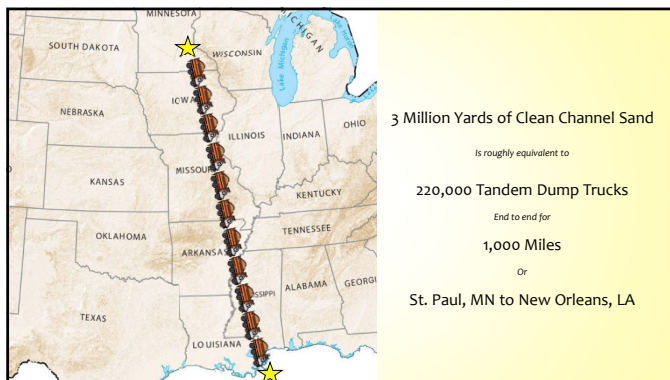 MINNESOTA
SOUTH DAKOTA
WISCONSIN
MICHIGAN
Lake Michigan
IOWA
NEBRASKA
ILLINOIS
INDIANA
OHIO
MISSOURI
KANSAS
KENTUCKY
OKLAHOMA
TENNESSEE
ARKANSAS
ALABAMA
GEORG
TEXAS
LOUISIANA
3 Million Yards of Clean Channel Sand
Is roughly equivalent to
220,000 Tandem Dump Trucks
End to end for
1,000 Miles
Or
St. Paul, MN to New Orleans, LA